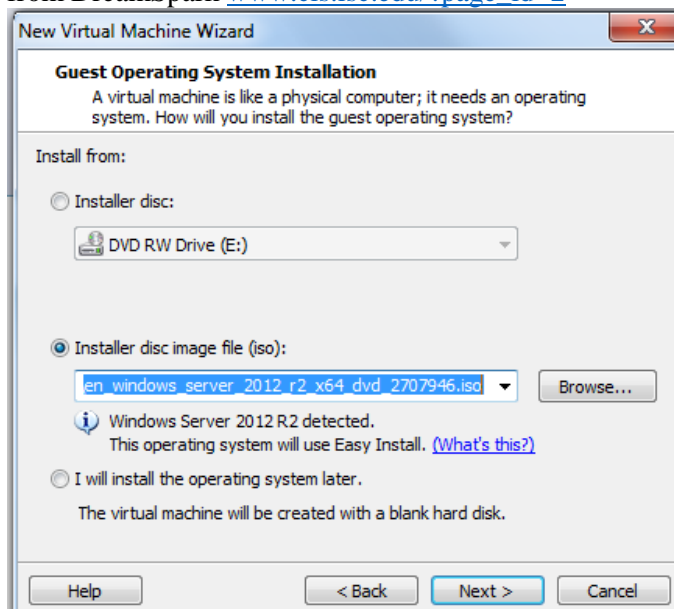 from DreamSpark
New Virtual Machine Wizard
x
Guest Operating System Installation
A virtual machine is like a physical computer; it needs an operating
system. How will you install the guest operating system?
Install from:
Installer disc:
DVD RW Drive (E:)
Installer disc image file (iso):
en_windows_server_2012_r2_x64_dvd_2707946.iso
Browse...
Windows Server 2012 R2 detected.
This operating system will use Easy Install. (What's this?)
I will install the operating system later.
The virtual machine will be created with a blank hard disk.
Help
< Back
Next >
Cancel